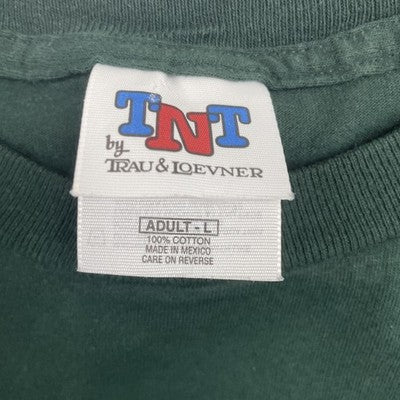 TNT
by
TRAU & LOEVNER
ADULT - L
100% COTTON
MADE IN MEXICO
CARE ON REVERSE